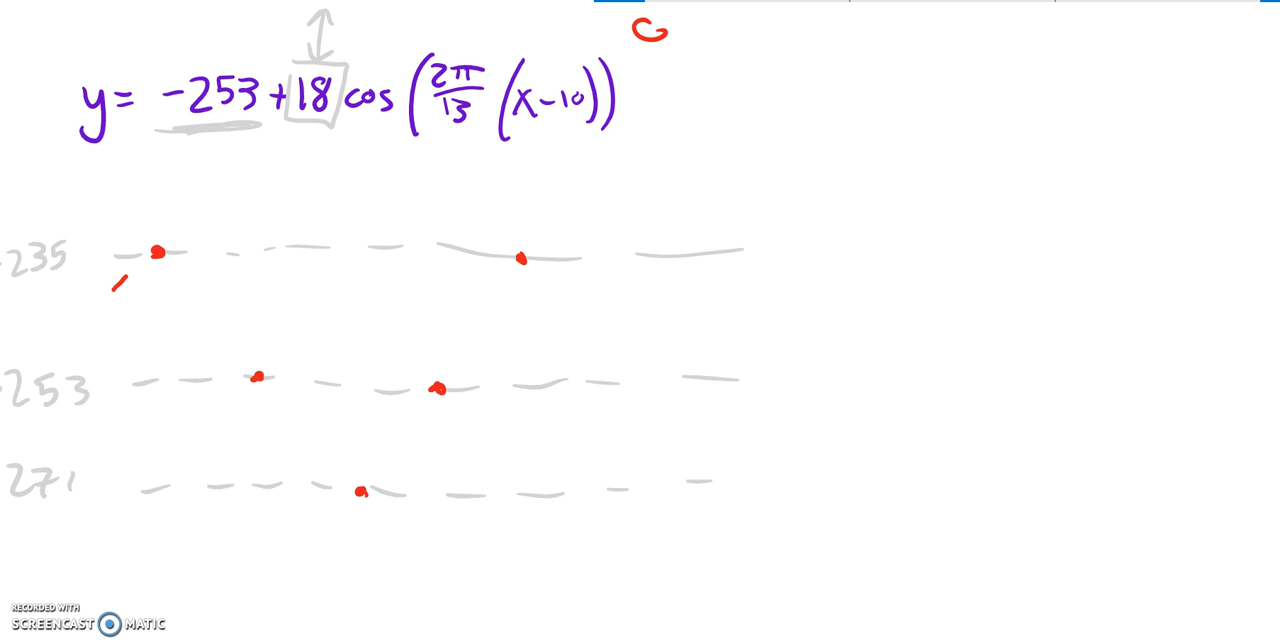 y = -253 + 18 cos(2π/13 (x-10))
-235
-253
271
RECORDED WITH
SCREENCAST MATIC